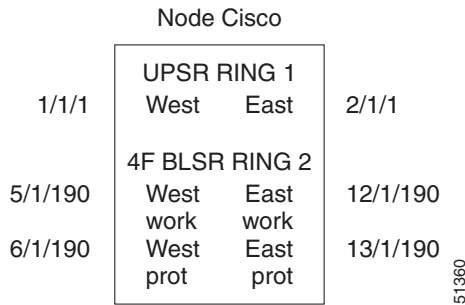 Node Cisco
UPSR RING 1
1/1/1 West East 2/1/1
4F BLSR RING 2
5/1/190 West East 12/1/190
work work
6/1/190 West East 13/1/190
prot prot
51360